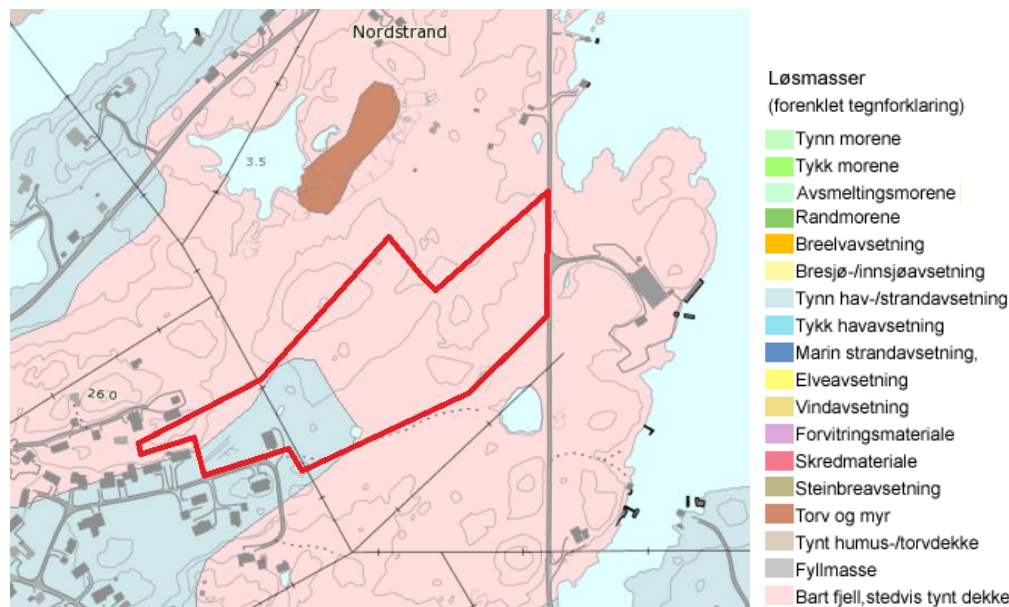 Nordstrand
3.5
26.0
Løsmasser
(forenklet tegnforklaring)
Tynn morene
Tykk morene
Avsmeltingsmorene
Randmorene
Breelvavsetning
Bresjø-/innsjøavsetning
Tynn hav-/strandavsetning
Tykk havavsetning
Marin strandavsetning,
Elveavsetning
Vindavsetning
Forvitringsmateriale
Skredmateriale
Steinbreavsetning
Torv og myr
Tynt humus-/torvdekke
Fyllmasse
Bart fjell,stedvis tynt dekke